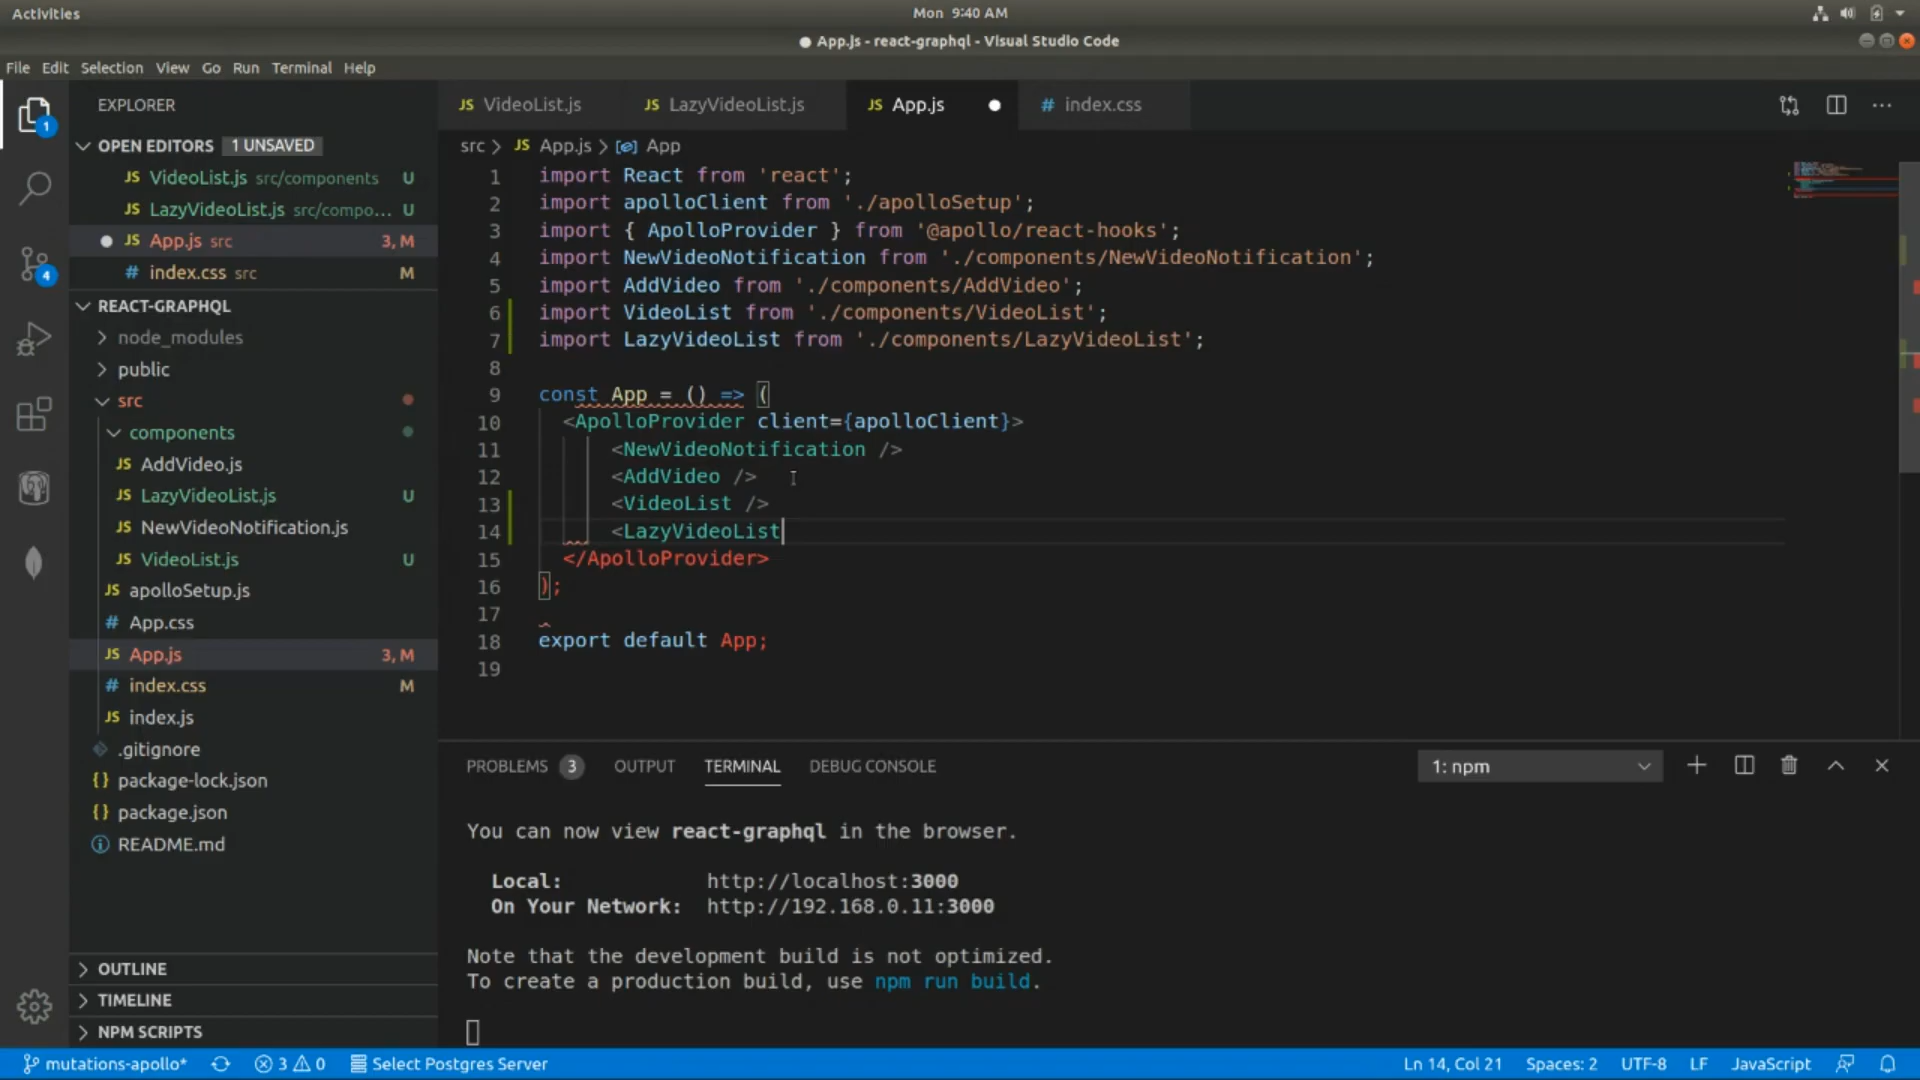 Activities
Mon 9:40 AM
● App.js - react-graphql - Visual Studio Code
File Edit Selection View Go Run Terminal Help
EXPLORER
OPEN EDITORS 1 UNSAVED
JS VideoList.js src/components U
JS LazyVideoList.js src/compo... U
JS App.js src 3, M
# index.css src M
REACT-GRAPHQL
node_modules
public
src
components
JS AddVideo.js
JS LazyVideoList.js U
JS NewVideoNotification.js
JS VideoList.js U
JS apolloSetup.js
# App.css
JS App.js 3, M
# index.css M
JS index.js
.gitignore
{} package-lock.json
{} package.json
README.md
OUTLINE
TIMELINE
NPM SCRIPTS
1
4
JS VideoList.js JS LazyVideoList.js JS App.js ● # index.css
src > JS App.js > App
1 import React from 'react';
2 import apolloClient from './apolloSetup';
3 import { ApolloProvider } from '@apollo/react-hooks';
4 import NewVideoNotification from './components/NewVideoNotification';
5 import AddVideo from './components/AddVideo';
6 import VideoList from './components/VideoList';
7 import LazyVideoList from './components/LazyVideoList';
8
9 const App = () => (
10 <ApolloProvider client={apolloClient}>
11 <NewVideoNotification />
12 <AddVideo />
13 <VideoList />
14 <LazyVideoList
15 </ApolloProvider>
16 );
17
18 export default App;
19
PROBLEMS 3 OUTPUT TERMINAL DEBUG CONSOLE 1: npm
You can now view react-graphql in the browser.
Local: http://localhost:3000
On Your Network: http://192.168.0.11:3000
Note that the development build is not optimized.
To create a production build, use npm run build.
mutations-apollo* 3 0 Select Postgres Server Ln 14, Col 21 Spaces: 2 UTF-8 LF JavaScript